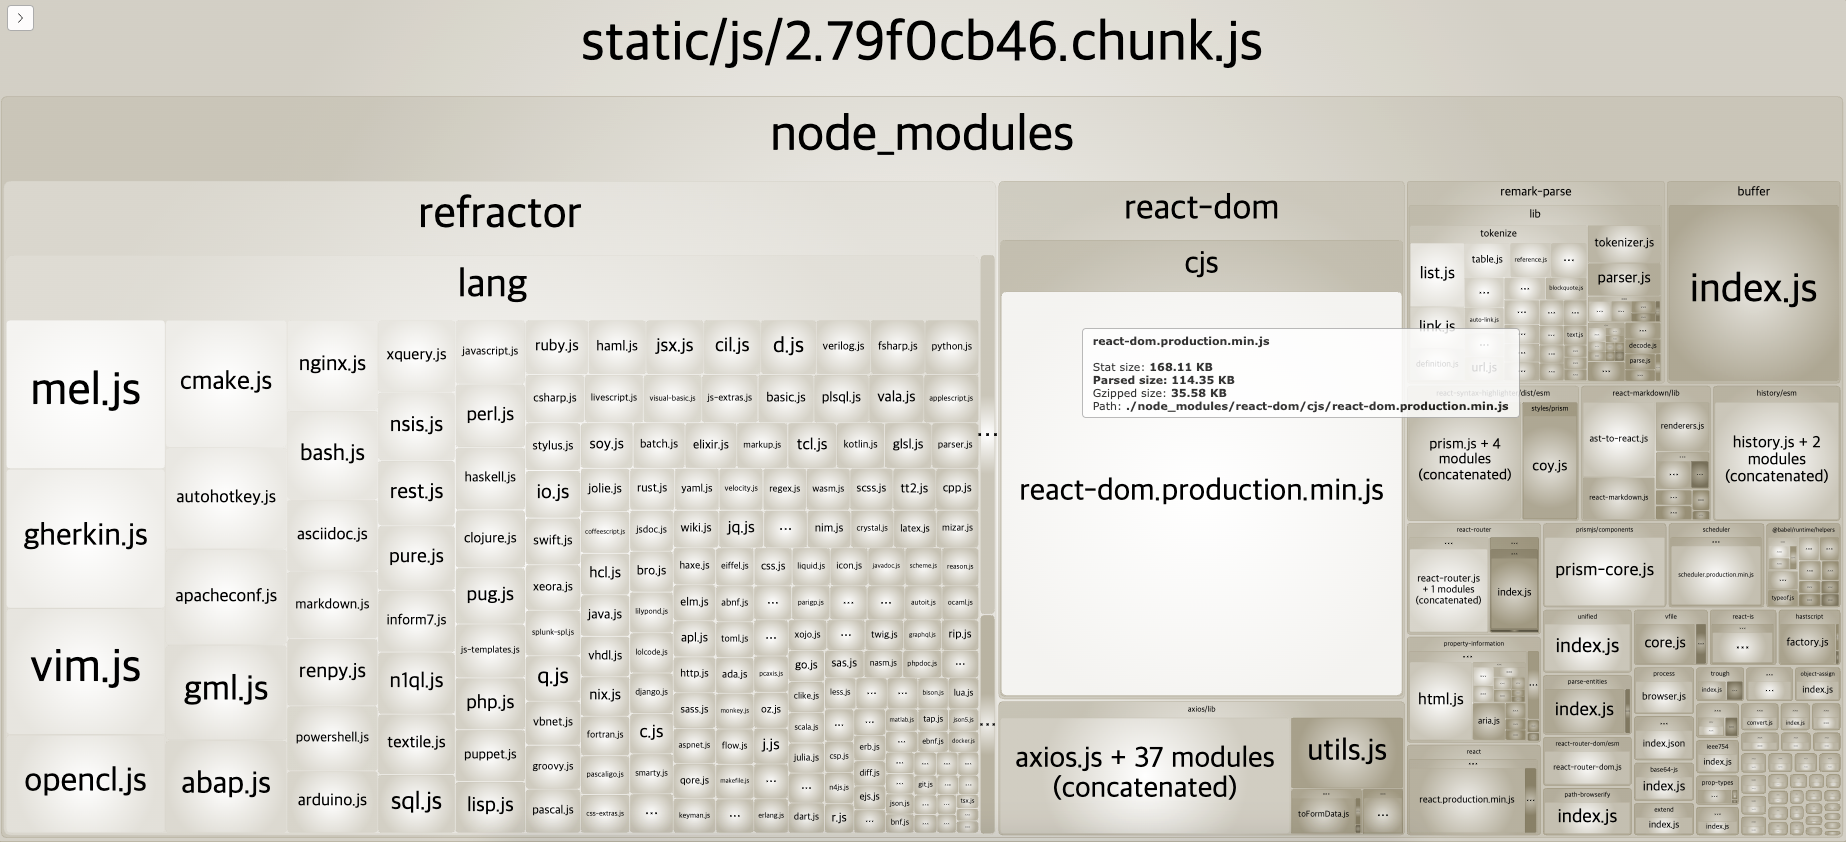 static/js/2.79f0cb46.chunk.js
node_modules
refractor
lang
mel.js
gherkin.js
vim.js
opencl.js
cmake.js
autohotkey.js
apacheconf.js
gml.js
abap.js
nginx.js
bash.js
asciidoc.js
markdown.js
renpy.js
powershell.js
arduino.js
xquery.js
nsis.js
rest.js
pure.js
inform7.js
n1ql.js
textile.js
sql.js
javascript.js
perl.js
haskell.js
clojure.js
pug.js
js-templates.js
php.js
puppet.js
lisp.js
ruby.js
haml.js
jsx.js
cil.js
d.js
verilog.js
fsharp.js
python.js
csharp.js
livescript.js
visual-basic.js
js-extras.js
basic.js
plsql.js
vala.js
applescript.js
stylus.js
soy.js
batch.js
elixir.js
markup.js
tcl.js
kotlin.js
glsl.js
parser.js
io.js
jolie.js
rust.js
yaml.js
velocity.js
regex.js
wasm.js
scss.js
tt2.js
cpp.js
swift.js
coffeescript.js
jsdoc.js
wiki.js
jq.js
...
nim.js
crystal.js
latex.js
mizar.js
xeora.js
hcl.js
bro.js
haxe.js
eiffel.js
css.js
liquid.js
icon.js
javadoc.js
scheme.js
reason.js
splunk-spl.js
java.js
lilypond.js
elm.js
abnf.js
...
parigp.js
...
...
autoit.js
ocaml.js
q.js
vhdl.js
lolcode.js
apl.js
toml.js
...
xojo.js
...
twig.js
graphql.js
rip.js
nix.js
django.js
http.js
ada.js
pcaxis.js
go.js
sas.js
nasm.js
phpdoc.js
...
vbnet.js
fortran.js
c.js
sass.js
monkey.js
oz.js
clike.js
less.js
...
...
bison.js
lua.js
groovy.js
pascaligo.js
smarty.js
aspnet.js
flow.js
j.js
scala.js
...
...
matlab.js
tap.js
json5.js
pascal.js
css-extras.js
...
qore.js
makefile.js
...
julia.js
csp.js
erb.js
...
ebnf.js
docker.js
keyman.js
...
erlang.js
...
n4js.js
diff.js
...
git.js
...
dart.js
r.js
ejs.js
json.js
...
tsx.js
...
bnf.js
...
...
...
...
...
react-dom
cjs
react-dom.production.min.js
react-dom.production.min.js
Stat size: 168.11 KB
Parsed size: 114.35 KB
Gzipped size: 35.58 KB
Path: ./node_modules/react-dom/cjs/react-dom.production.min.js
axios/lib
axios.js + 37 modules
(concatenated)
utils.js
...
...
toFormData.js
...
remark-parse
lib
tokenize
list.js
table.js
reference.js
...
tokenizer.js
parser.js
...
...
blockquote.js
link.js
auto-link.js
...
...
text.js
decode.js
parse.js
definition.js
url.js
...
buffer
index.js
react-syntax-highlighter/dist/esm
prism.js + 4
modules
(concatenated)
styles/prism
coy.js
react-markdown/lib
ast-to-react.js
renderers.js
...
react-markdown.js
history/esm
history.js + 2
modules
(concatenated)
react-router
...
react-router.js
+ 1 modules
(concatenated)
...
...
index.js
prismjs/components
prism-core.js
scheduler
...
scheduler.production.min.js
@babel/runtime/helpers
...
typeof.js
property-information
...
html.js
aria.js
...
unified
index.js
vfile
core.js
...
react-is
...
...
hastscript
factory.js
parse-entities
index.js
process
browser.js
trough
index.js
...
...
...
object-assign
index.js
...
index.json
convert.js
index.js
react
...
react.production.min.js
...
react-router-dom/esm
react-router-dom.js
ieee754
index.js
base64-js
index.js
prop-types
...
path-browserify
index.js
extend
index.js
...
index.js